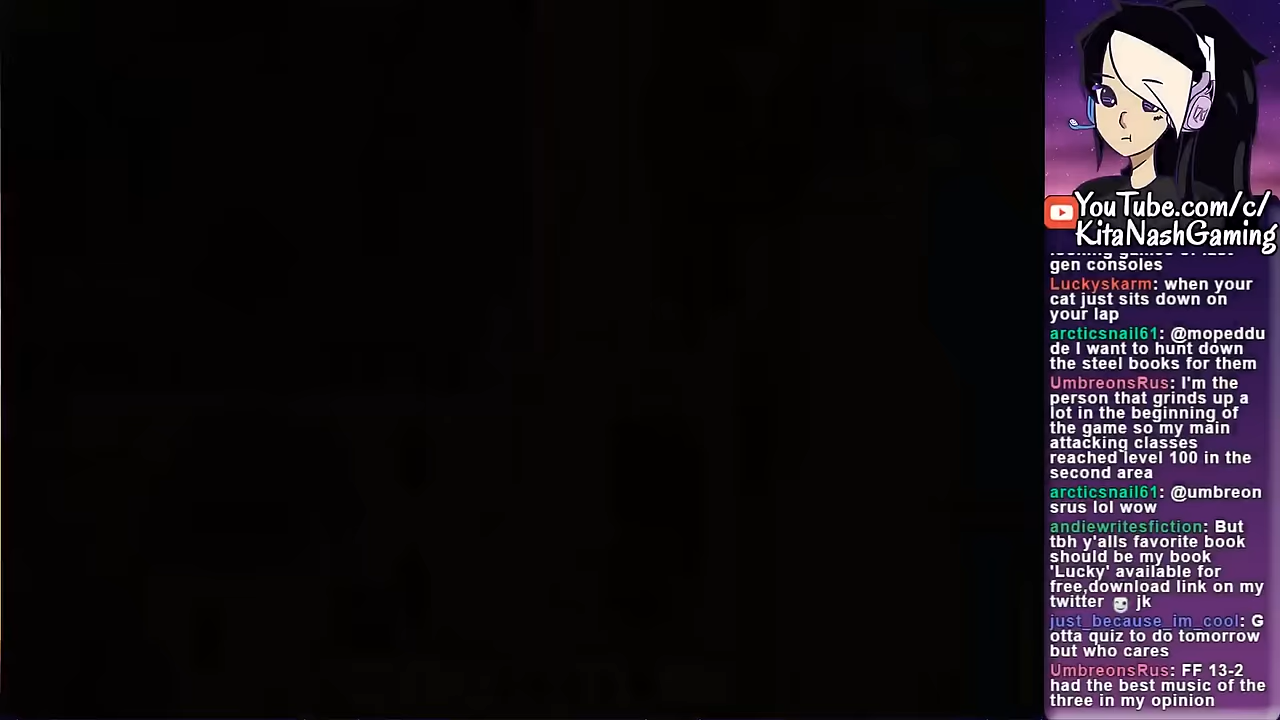 YouTube.com/c/
KitaNashGaming
gen consoles
Luckyskarm: when your
cat just sits down on
your lap
arcticsnail61: @mopeddu
de I want to hunt down
the steel books for them
UmbreonsRus: I'm the
person that grinds up a
lot in the beginning of
the game so my main
attacking classes
reached level 100 in the
second area
arcticsnail61: @umbreon
srus lol wow
andiewritesfiction: But
tbh y'alls favorite book
should be my book
'Lucky' available for
free,download link on my
twitter jk
just_because_im_cool: G
otta quiz to do tomorrow
but who cares
UmbreonsRus: FF 13-2
had the best music of the
three in my opinion